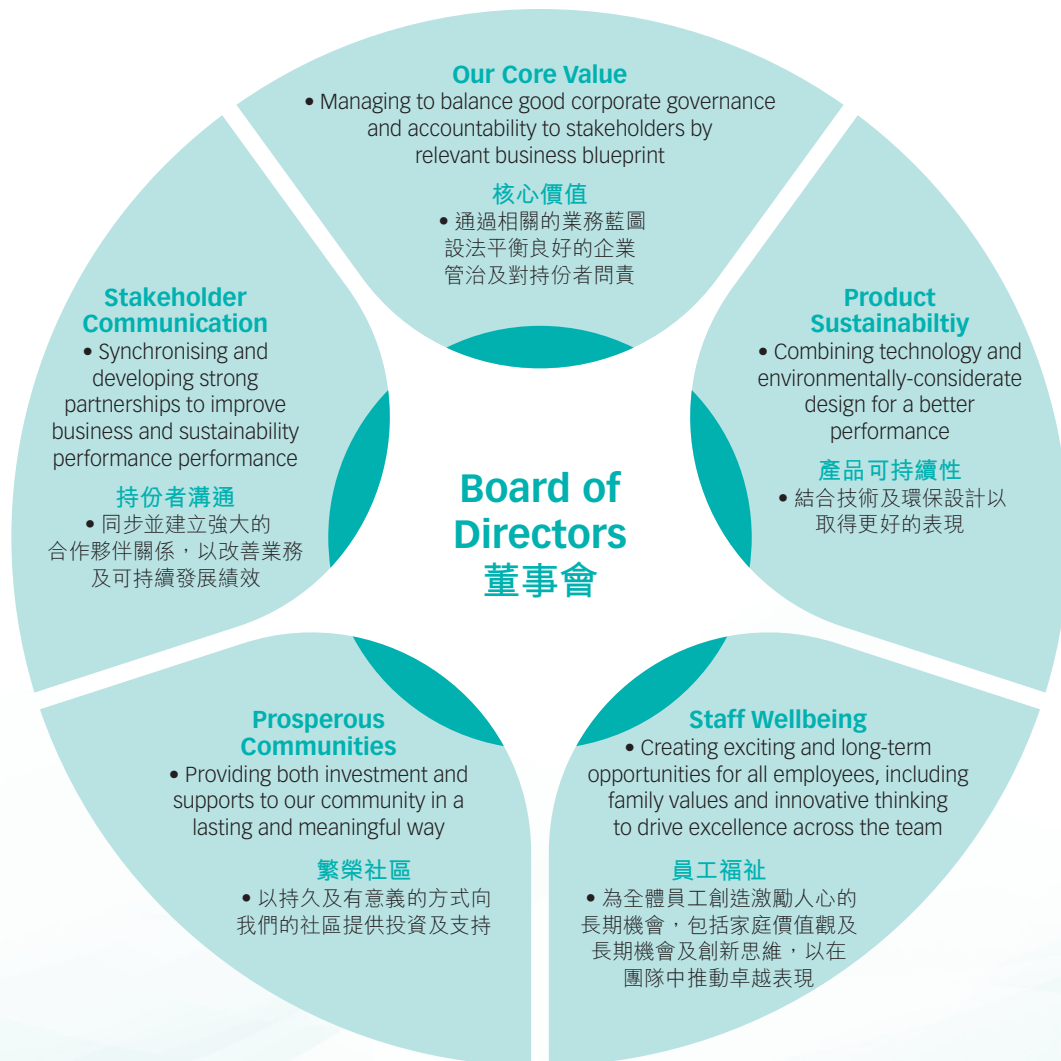 Our Core Value
• Managing to balance good corporate governance
and accountability to stakeholders by
relevant business blueprint
核心價值
• 通過相關的業務藍圖
設法平衡良好的企業
管治及對持份者問責
Stakeholder
Communication
• Synchronising and
developing strong
partnerships to improve
business and sustainability
performance performance
持份者溝通
• 同步並建立強大的
合作夥伴關係，以改善業務
及可持續發展績效
Product
Sustainabiltiy
• Combining technology and
environmentally-considerate
design for a better
performance
產品可持續性
• 結合技術及環保設計以
取得更好的表現
Board of
Directors
董事會
Prosperous
Communities
• Providing both investment and
supports to our community in a
lasting and meaningful way
繁榮社區
• 以持久及有意義的方式向
我們的社區提供投資及支持
Staff Wellbeing
• Creating exciting and long-term
opportunities for all employees, including
family values and innovative thinking
to drive excellence across the team
員工福祉
• 為全體員工創造激勵人心的
長期機會，包括家庭價值觀及
長期機會及創新思維，以在
團隊中推動卓越表現